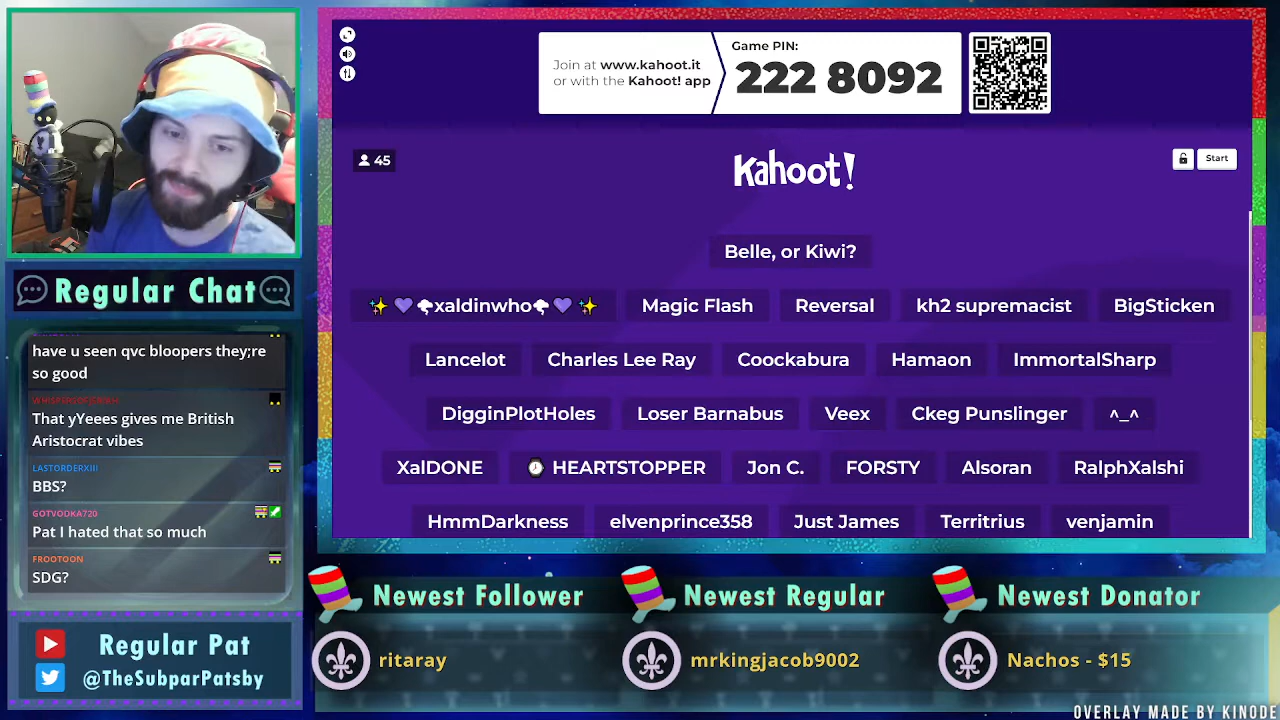 Join at www.kahoot.it
or with the Kahoot! app
Game PIN:
222 8092
45
Kahoot!
Start
Belle, or Kiwi?
✨💜🌪xaldinwho🌪💜✨
Magic Flash
Reversal
kh2 supremacist
BigSticken
Lancelot
Charles Lee Ray
Coockabura
Hamaon
ImmortalSharp
DigginPlotHoles
Loser Barnabus
Veex
Ckeg Punslinger
^_^
XalDONE
⌚ HEARTSTOPPER
Jon C.
FORSTY
Alsoran
RalphXalshi
HmmDarkness
elvenprince358
Just James
Territrius
venjamin
Regular Chat
have u seen qvc bloopers they;re
so good
That yYeees gives me British
Aristocrat vibes
LASTORDERXIII
BBS?
GOTVODKA720
Pat I hated that so much
FROOTOON
SDG?
Regular Pat
@TheSubparPatsby
Newest Follower
ritaray
Newest Regular
mrkingjacob9002
Newest Donator
Nachos - $15
OVERLAY MADE BY KINODE